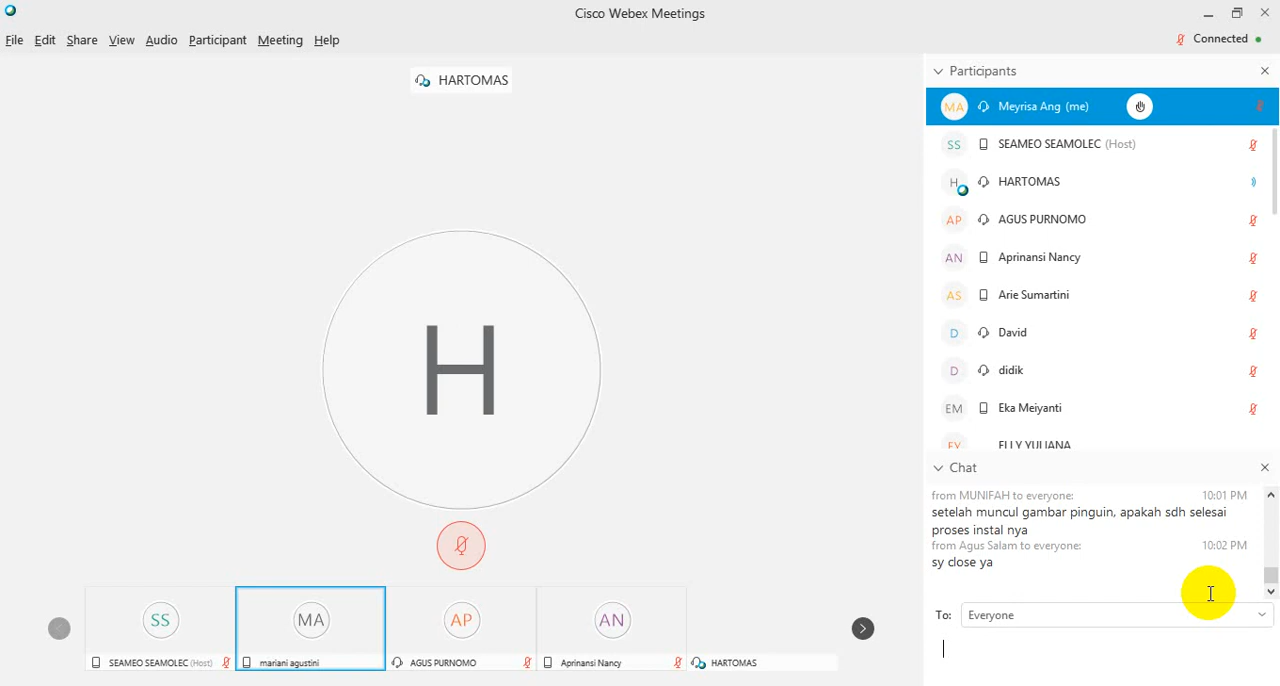 Cisco Webex Meetings
File Edit Share View Audio Participant Meeting Help
Connected
HARTOMAS
H
SS
SEAMEO SEAMOLEC (Host)
MA
mariani agustini
AP
AGUS PURNOMO
AN
Aprinansi Nancy
HARTOMAS
Participants
MA Meyrisa Ang (me)
SS SEAMEO SEAMOLEC (Host)
H HARTOMAS
AP AGUS PURNOMO
AN Aprinansi Nancy
AS Arie Sumartini
D David
D didik
EM Eka Meiyanti
EY ELLY YULIANA
Chat
from MUNIFAH to everyone: 10:01 PM
setelah muncul gambar pinguin, apakah sdh selesai
proses instal nya
from Agus Salam to everyone: 10:02 PM
sy close ya
To: Everyone